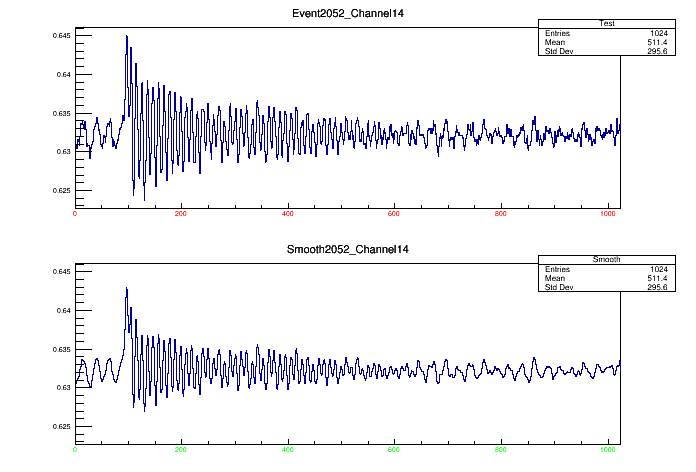 Event2052_Channel14
Test
Entries 1024
Mean 511.4
Std Dev 295.6
0.645
0.64
0.635
0.63
0.625
0 200 400 600 800 1000
Smooth2052_Channel14
Smooth
Entries 1024
Mean 511.4
Std Dev 295.6
0.645
0.64
0.635
0.63
0.625
0 200 400 600 800 1000